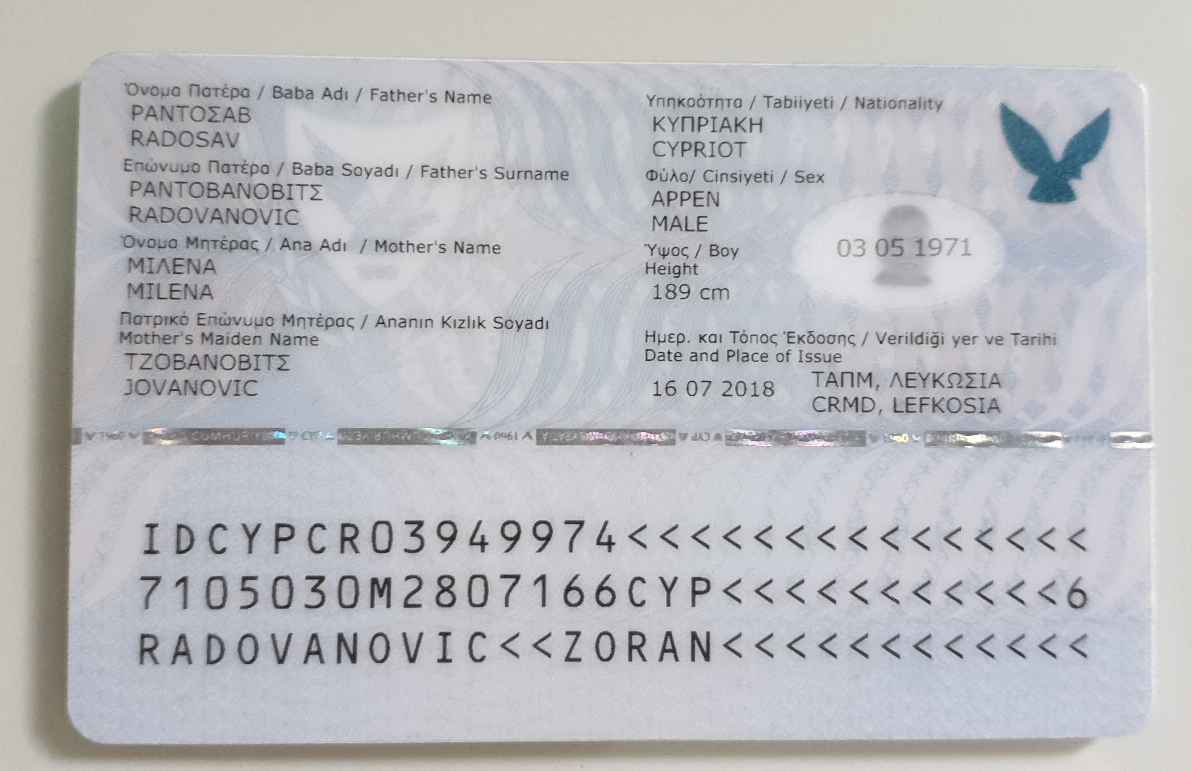 Όνομα Πατέρα / Baba Adı / Father's Name
ΡΑΝΤΟΣΑΒ
RADOSAV
Επώνυμο Πατέρα / Baba Soyadı / Father's Surname
ΡΑΝΤΟΒΑΝΟΒΙΤΣ
RADOVANOVIC
Όνομα Μητέρας / Ana Adı / Mother's Name
ΜΙΛΕΝΑ
MILENA
Πατρικό Επώνυμο Μητέρας / Ananın Kızlık Soyadı
Mother's Maiden Name
ΤΖΟΒΑΝΟΒΙΤΣ
JOVANOVIC
Υπηκοότητα / Tabiiyeti / Nationality
ΚΥΠΡΙΑΚΗ
CYPRIOT
Φύλο/ Cinsiyeti / Sex
ΑΡΡΕΝ
MALE
Ύψος / Boy
Height
189 cm
03 05 1971
Ημερ. και Τόπος Έκδοσης / Verildiği yer ve Tarihi
Date and Place of Issue
16 07 2018
ΤΑΠΜ, ΛΕΥΚΩΣΙΑ
CRMD, LEFKOSIA
IDCYPCR03949974<<<<<<<<<<<<<<<
7105030M2807166CYP<<<<<<<<<<<6
RADOVANOVIC<<ZORAN<<<<<<<<<<<<